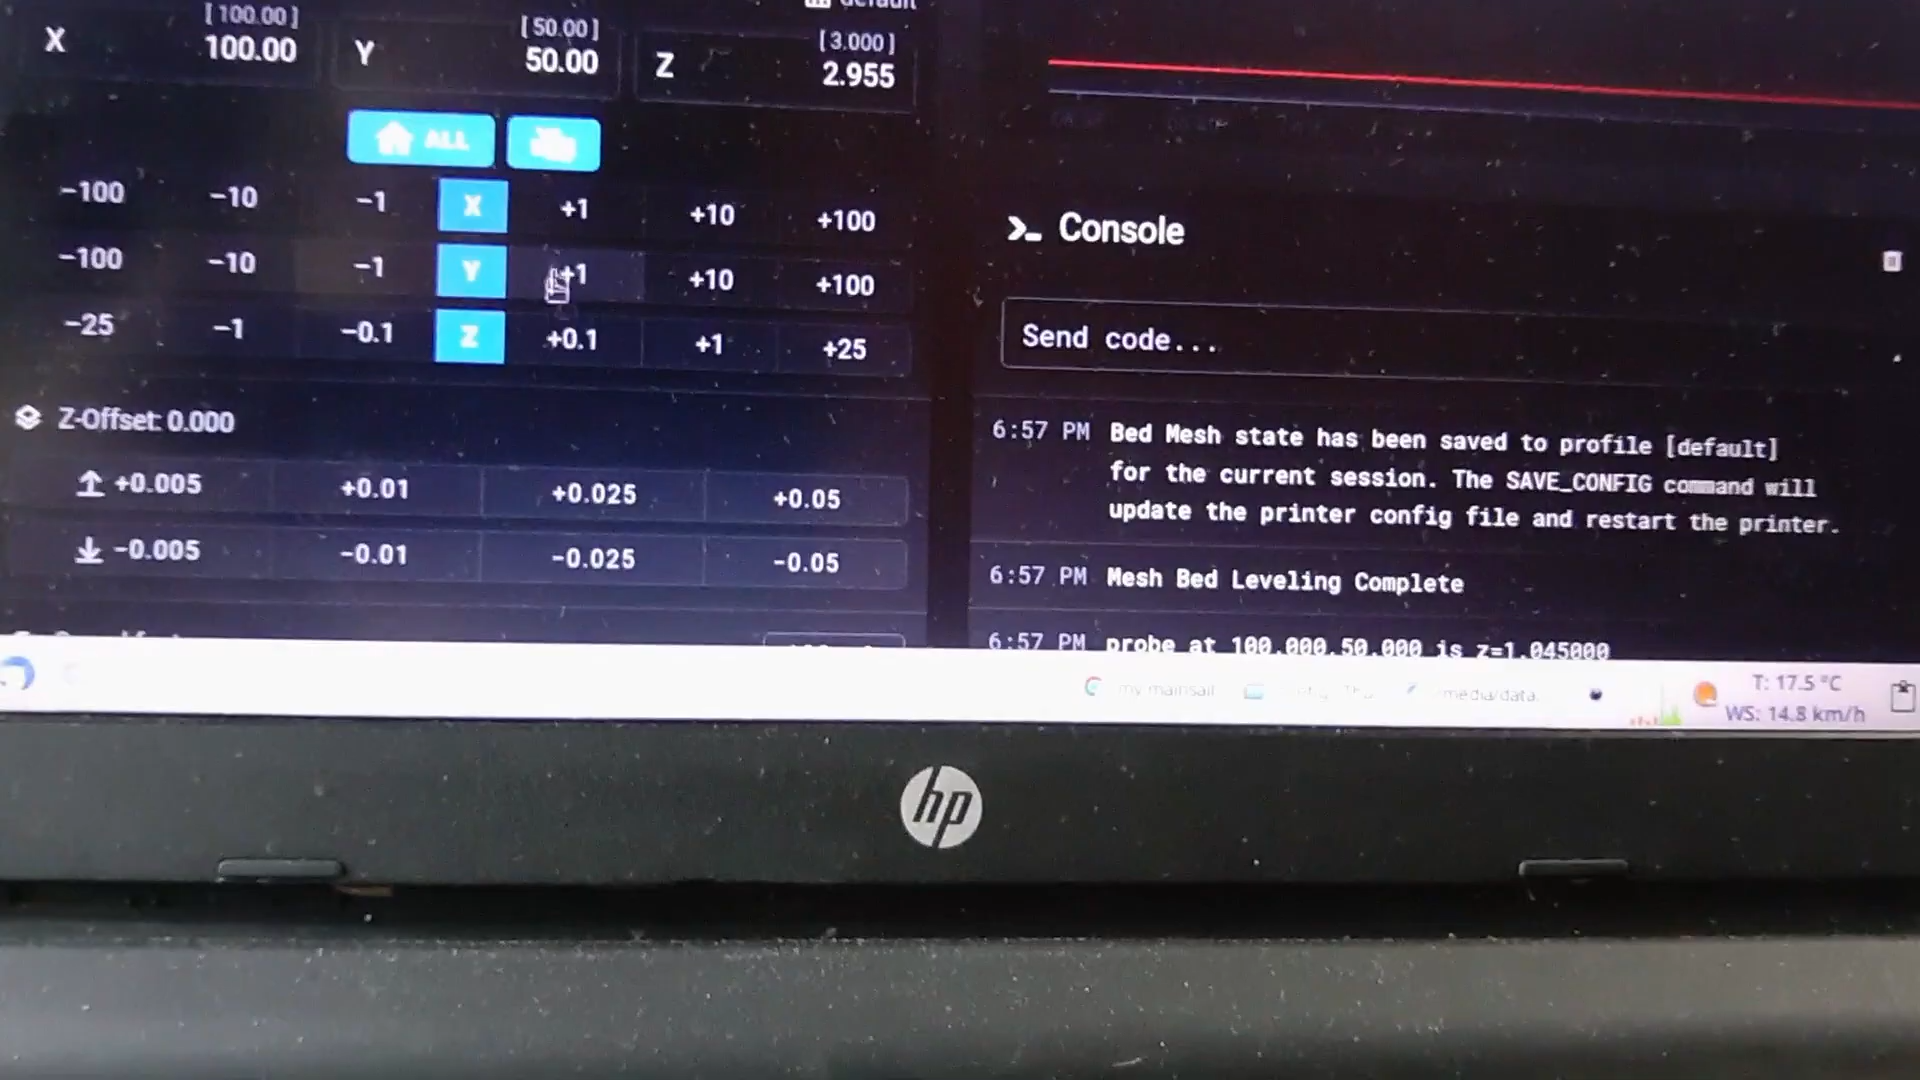 default
X [100.00] 100.00 Y [50.00] 50.00 Z [3.000] 2.955
ALL
-100 -10 -1 X +1 +10 +100
-100 -10 -1 Y +1 +10 +100
-25 -1 -0.1 Z +0.1 +1 +25
Z-Offset: 0.000
+0.005 +0.01 +0.025 +0.05
-0.005 -0.01 -0.025 -0.05
Console
Send code...
6:57 PM Bed Mesh state has been saved to profile [default]
for the current session. The SAVE_CONFIG command will
update the printer config file and restart the printer.
6:57 PM Mesh Bed Leveling Complete
6:57 PM probe at 100.000,50.000 is z=1.045000
my mainsail
media/data
T: 17.5 °C
WS: 14.8 km/h
hp